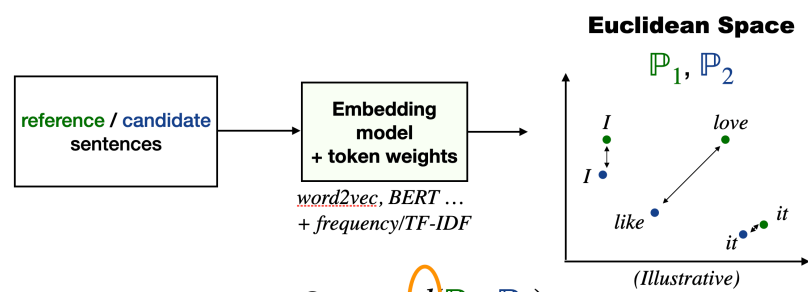 Euclidean Space
ℙ1, ℙ2
reference / candidate
sentences
Embedding
model
+ token weights
word2vec, BERT …
+ frequency/TF-IDF
I
love
I
like
it
it
(Illustrative)